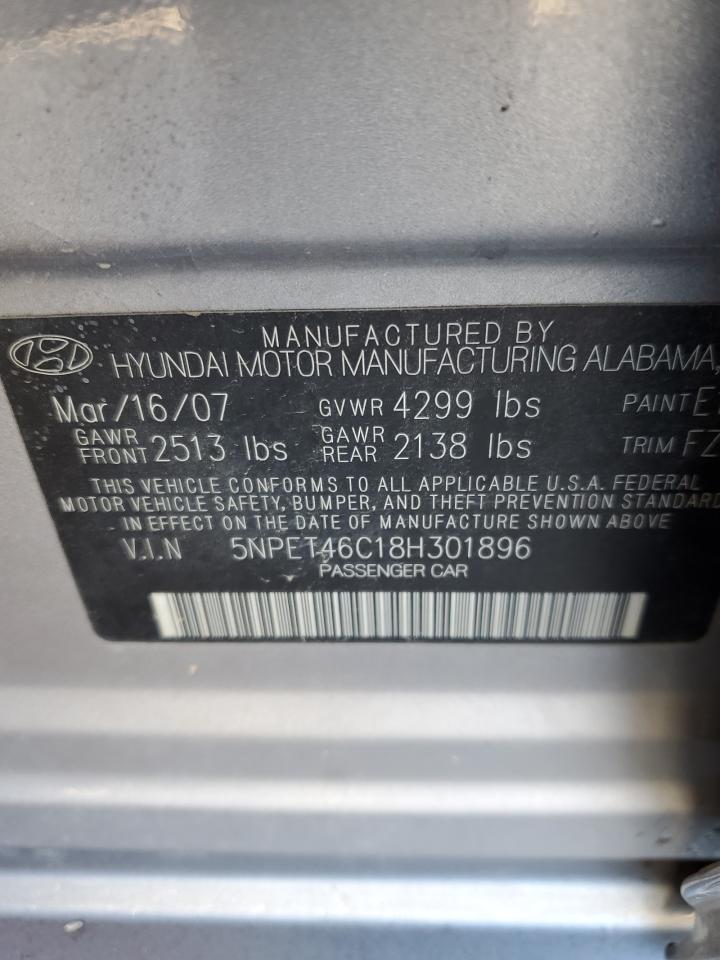 MANUFACTURED BY
HYUNDAI MOTOR MANUFACTURING ALABAMA,
Mar/16/07 GVWR 4299 lbs PAINT E
GAWR FRONT 2513 lbs GAWR REAR 2138 lbs TRIM FZ
THIS VEHICLE CONFORMS TO ALL APPLICABLE U.S.A. FEDERAL
MOTOR VEHICLE SAFETY, BUMPER, AND THEFT PREVENTION STANDARD
IN EFFECT ON THE DATE OF MANUFACTURE SHOWN ABOVE
V.I.N 5NPET46C18H301896
PASSENGER CAR